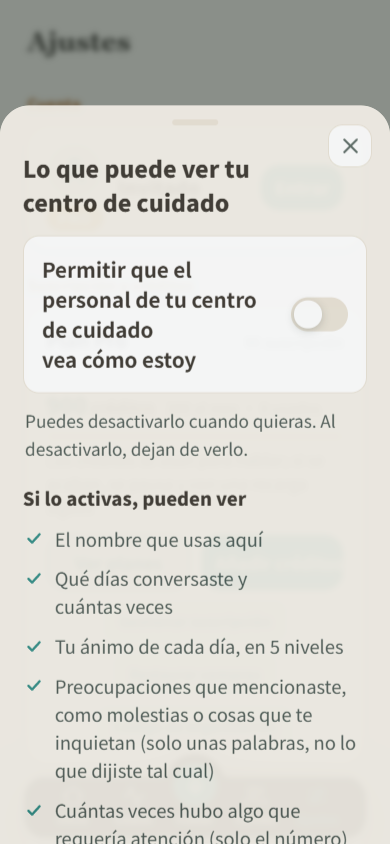 Ajustes
Lo que puede ver tu
centro de cuidado
Permitir que el
personal de tu centro
de cuidado
vea cómo estoy
Puedes desactivarlo cuando quieras. Al
desactivarlo, dejan de verlo.
Si lo activas, pueden ver
El nombre que usas aquí
Qué días conversaste y
cuántas veces
Tu ánimo de cada día, en 5 niveles
Preocupaciones que mencionaste,
como molestias o cosas que te
inquietan (solo unas palabras, no lo
que dijiste tal cual)
Cuántas veces hubo algo que
requería atención (solo el número)